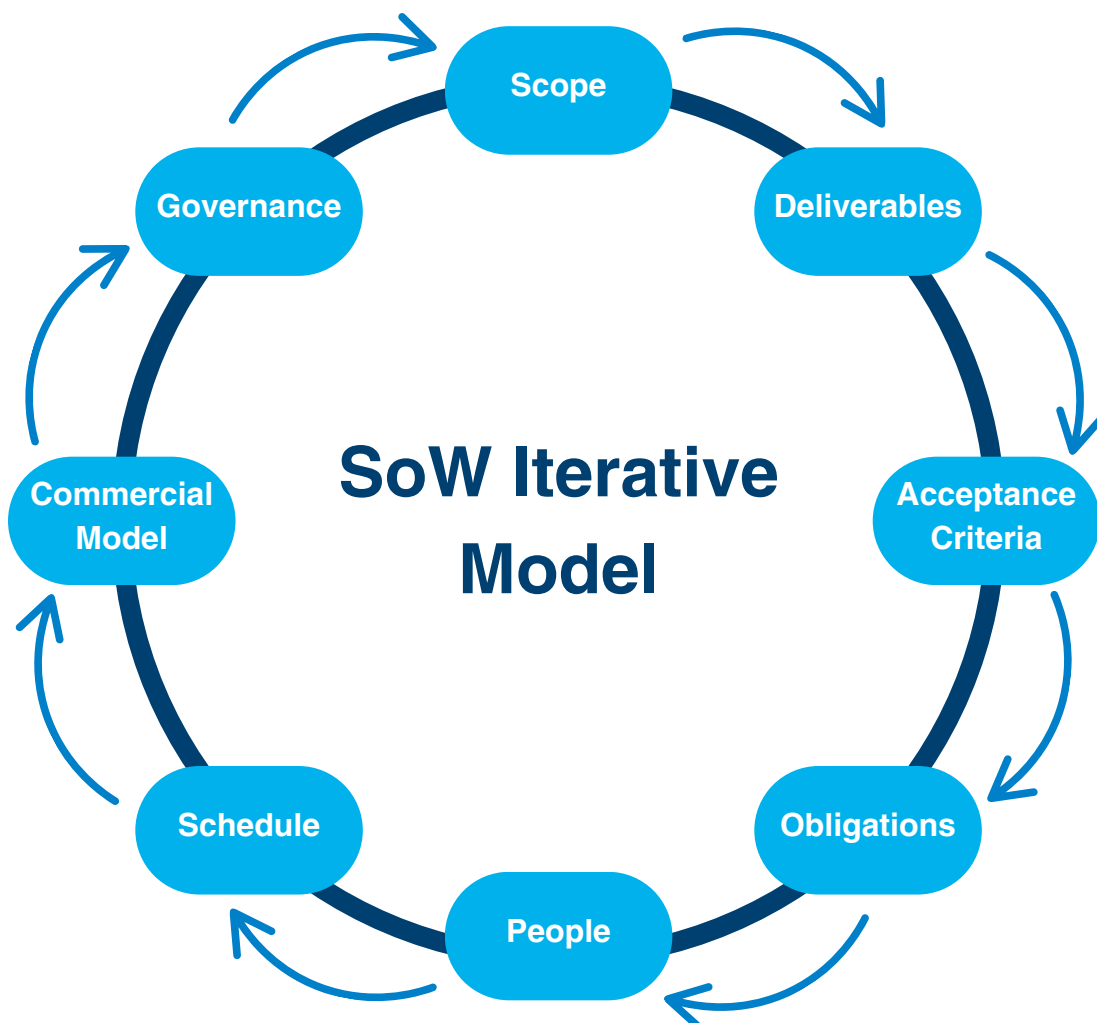 Scope
Deliverables
Acceptance
Criteria
Obligations
People
Schedule
Commercial
Model
Governance
SoW Iterative
Model